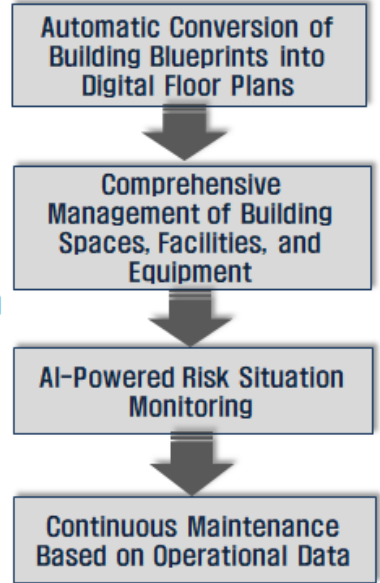 Automatic Conversion of
Building Blueprints into
Digital Floor Plans
Comprehensive
Management of Building
Spaces, Facilities, and
Equipment
AI-Powered Risk Situation
Monitoring
Continuous Maintenance
Based on Operational Data